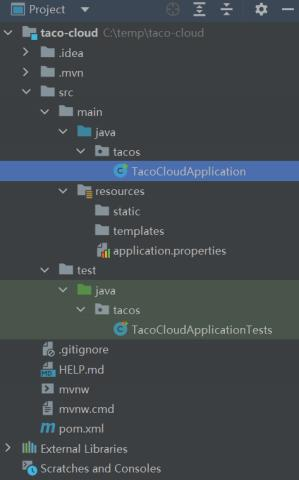 Project
taco-cloud C:\temp\taco-cloud
.idea
.mvn
src
main
java
tacos
TacoCloudApplication
resources
static
templates
application.properties
test
java
tacos
TacoCloudApplicationTests
.gitignore
HELP.md
mvnw
mvnw.cmd
pom.xml
External Libraries
Scratches and Consoles